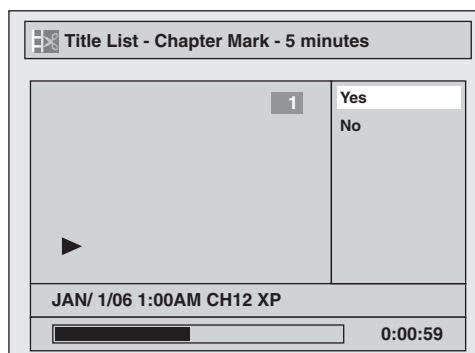 Title List - Chapter Mark - 5 minutes
1
Yes
No
JAN/ 1/06 1:00AM CH12 XP
0:00:59